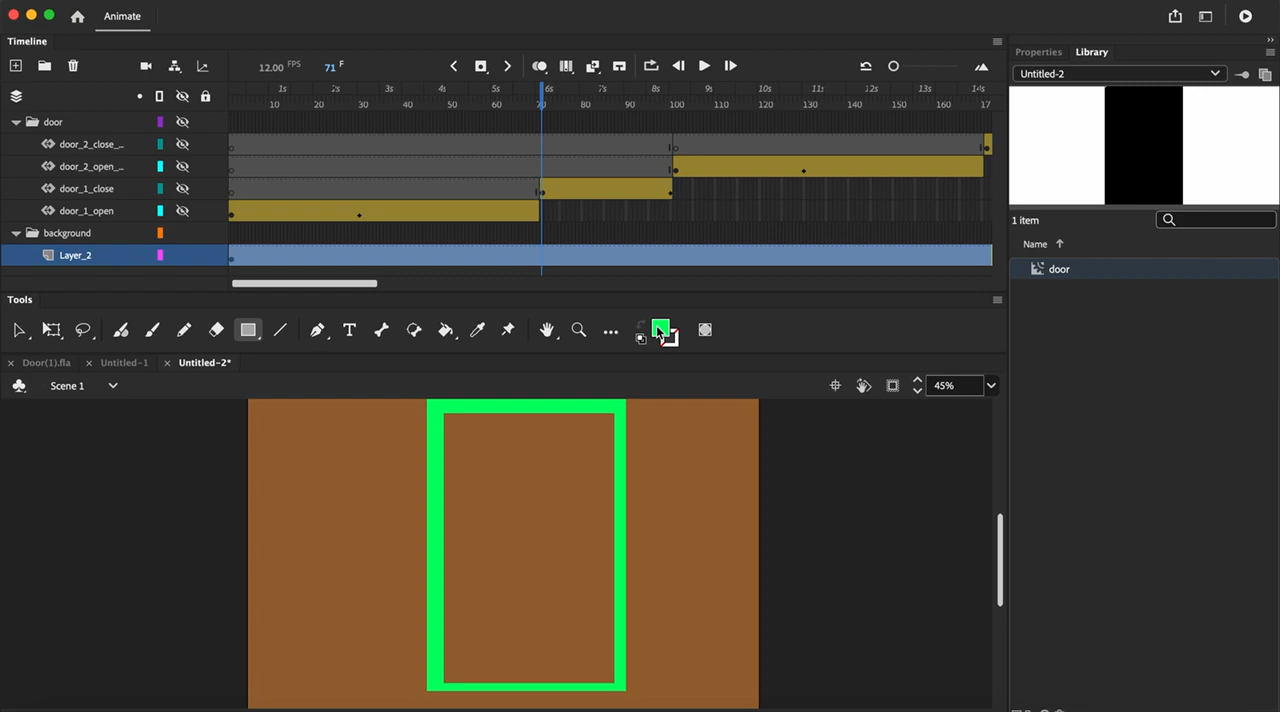 Animate
Timeline
Properties Library
12.00 FPS 71 F
Untitled-2
1s 2s 3s 4s 5s 6s 7s 8s 9s 10s 11s 12s 13s 14s
10 20 30 40 50 60 70 80 90 100 110 120 130 140 150 160 17
door
door_2_close_...
door_2_open_...
door_1_close
door_1_open
background
Layer_2
1 item
Name
door
Tools
T
Door(1).fla Untitled-1 Untitled-2*
Scene 1
45%